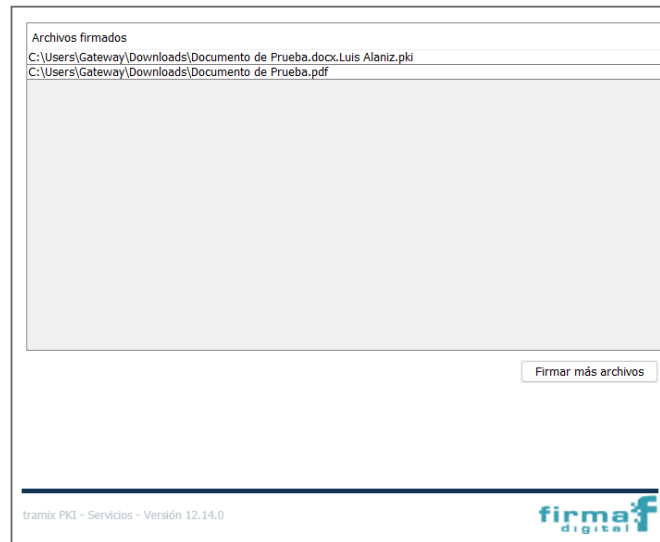 Archivos firmados
C:\Users\Gateway\Downloads\Documento de Prueba.docx.Luis Alaniz.pki
C:\Users\Gateway\Downloads\Documento de Prueba.pdf
Firmar más archivos
tramix PKI - Servicios - Versión 12.14.0
firma
digital